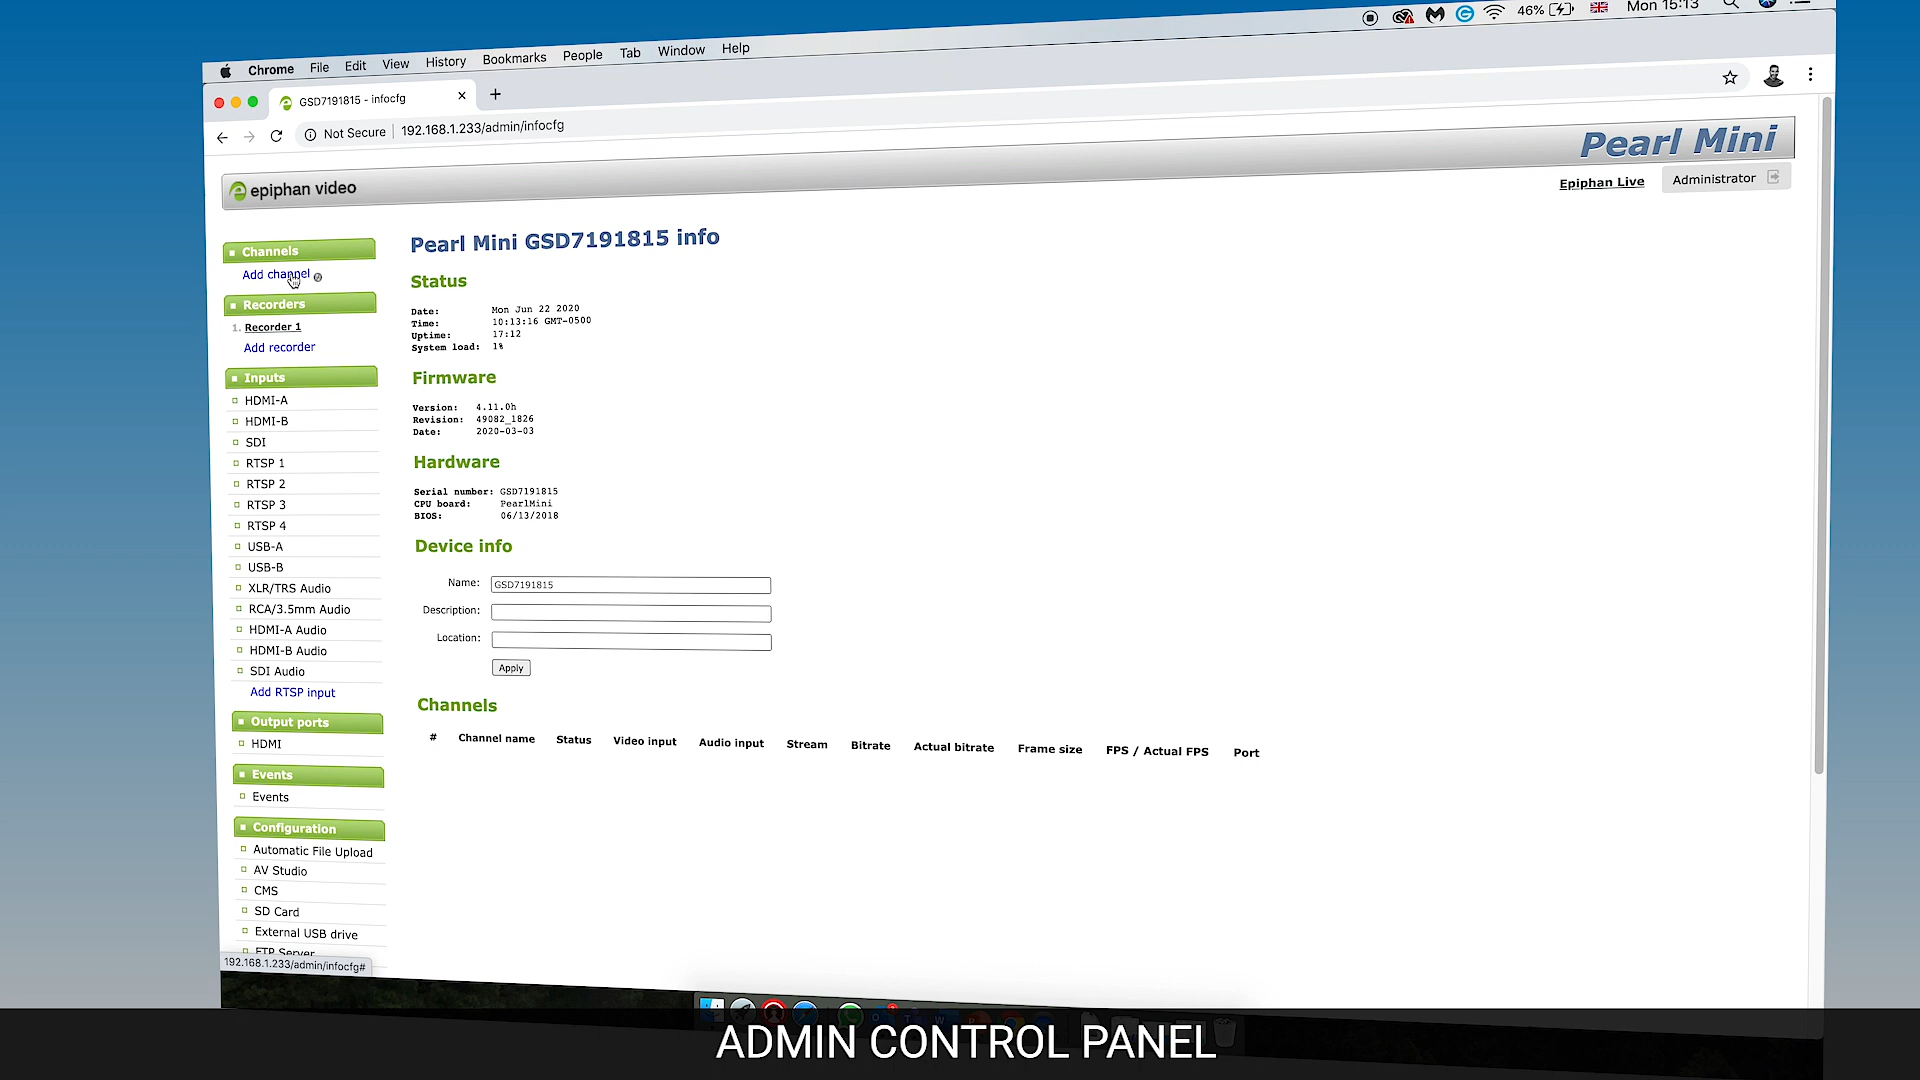 Chrome File Edit View History Bookmarks People Tab Window Help 46% Mon 15:13
GSD7191815 - infocfg
Not Secure 192.168.1.233/admin/infocfg
Pearl Mini
epiphan video
Epiphan Live Administrator
Channels
Add channel
Recorders
1. Recorder 1
Add recorder
Inputs
HDMI-A
HDMI-B
SDI
RTSP 1
RTSP 2
RTSP 3
RTSP 4
USB-A
USB-B
XLR/TRS Audio
RCA/3.5mm Audio
HDMI-A Audio
HDMI-B Audio
SDI Audio
Add RTSP input
Output ports
HDMI
Events
Events
Configuration
Automatic File Upload
AV Studio
CMS
SD Card
External USB drive
FTP Server
192.168.1.233/admin/infocfg#
Pearl Mini GSD7191815 info
Status
Date: Mon Jun 22 2020
Time: 10:13:16 GMT-0500
Uptime: 17:12
System load: 1%
Firmware
Version: 4.11.0h
Revision: 49082_1826
Date: 2020-03-03
Hardware
Serial number: GSD7191815
CPU board: PearlMini
BIOS: 06/13/2018
Device info
Name: GSD7191815
Description:
Location:
Apply
Channels
# Channel name Status Video input Audio input Stream Bitrate Actual bitrate Frame size FPS / Actual FPS Port
ADMIN CONTROL PANEL